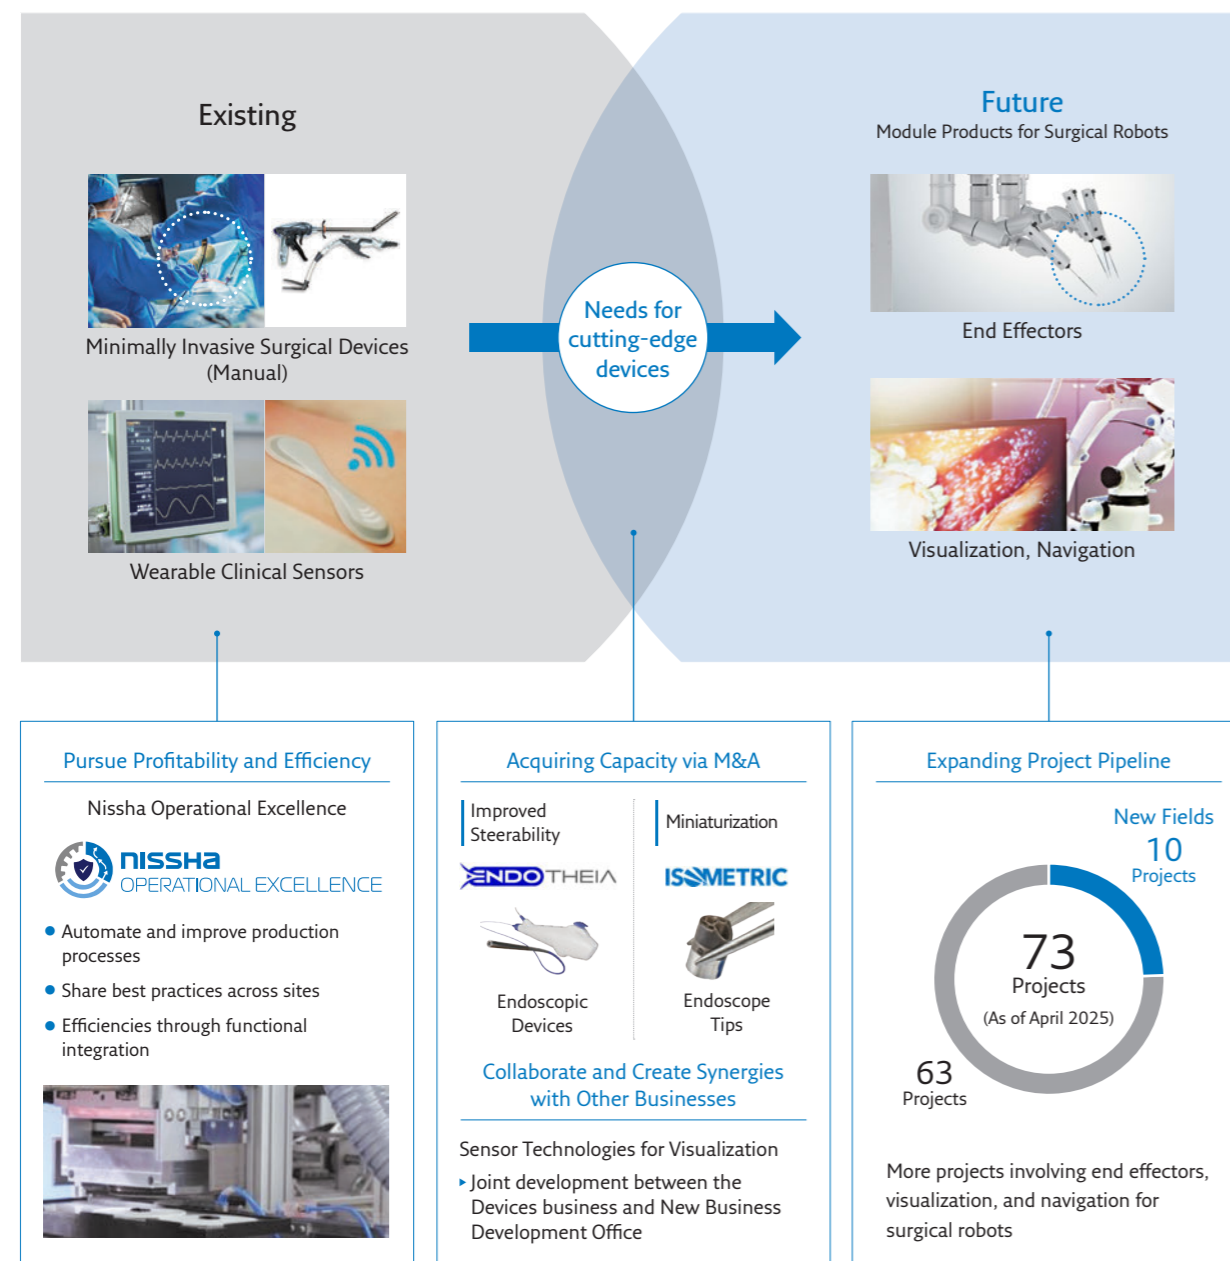 Existing
Future
Module Products for Surgical Robots
Minimally Invasive Surgical Devices
(Manual)
Wearable Clinical Sensors
Needs for
cutting-edge
devices
End Effectors
Visualization, Navigation
Pursue Profitability and Efficiency
Nissha Operational Excellence
nissha
OPERATIONAL EXCELLENCE
● Automate and improve production
processes
● Share best practices across sites
● Efficiencies through functional
integration
Acquiring Capacity via M&A
Improved
Steerability
ENDOTHEIA
Endoscopic
Devices
Miniaturization
ISOMETRIC
Endoscope
Tips
Collaborate and Create Synergies
with Other Businesses
Sensor Technologies for Visualization
▸ Joint development between the
Devices business and New Business
Development Office
Expanding Project Pipeline
New Fields
10
Projects
73
Projects
(As of April 2025)
63
Projects
More projects involving end effectors,
visualization, and navigation for
surgical robots